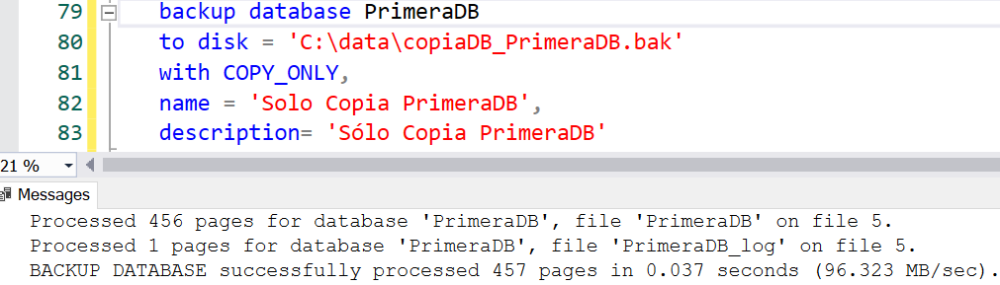 79 backup database PrimeraDB
80 to disk = 'C:\data\copiaDB_PrimeraDB.bak'
81 with COPY_ONLY,
82 name = 'Solo Copia PrimeraDB',
83 description= 'Sólo Copia PrimeraDB'
21 %
Messages
Processed 456 pages for database 'PrimeraDB', file 'PrimeraDB' on file 5.
Processed 1 pages for database 'PrimeraDB', file 'PrimeraDB_log' on file 5.
BACKUP DATABASE successfully processed 457 pages in 0.037 seconds (96.323 MB/sec).